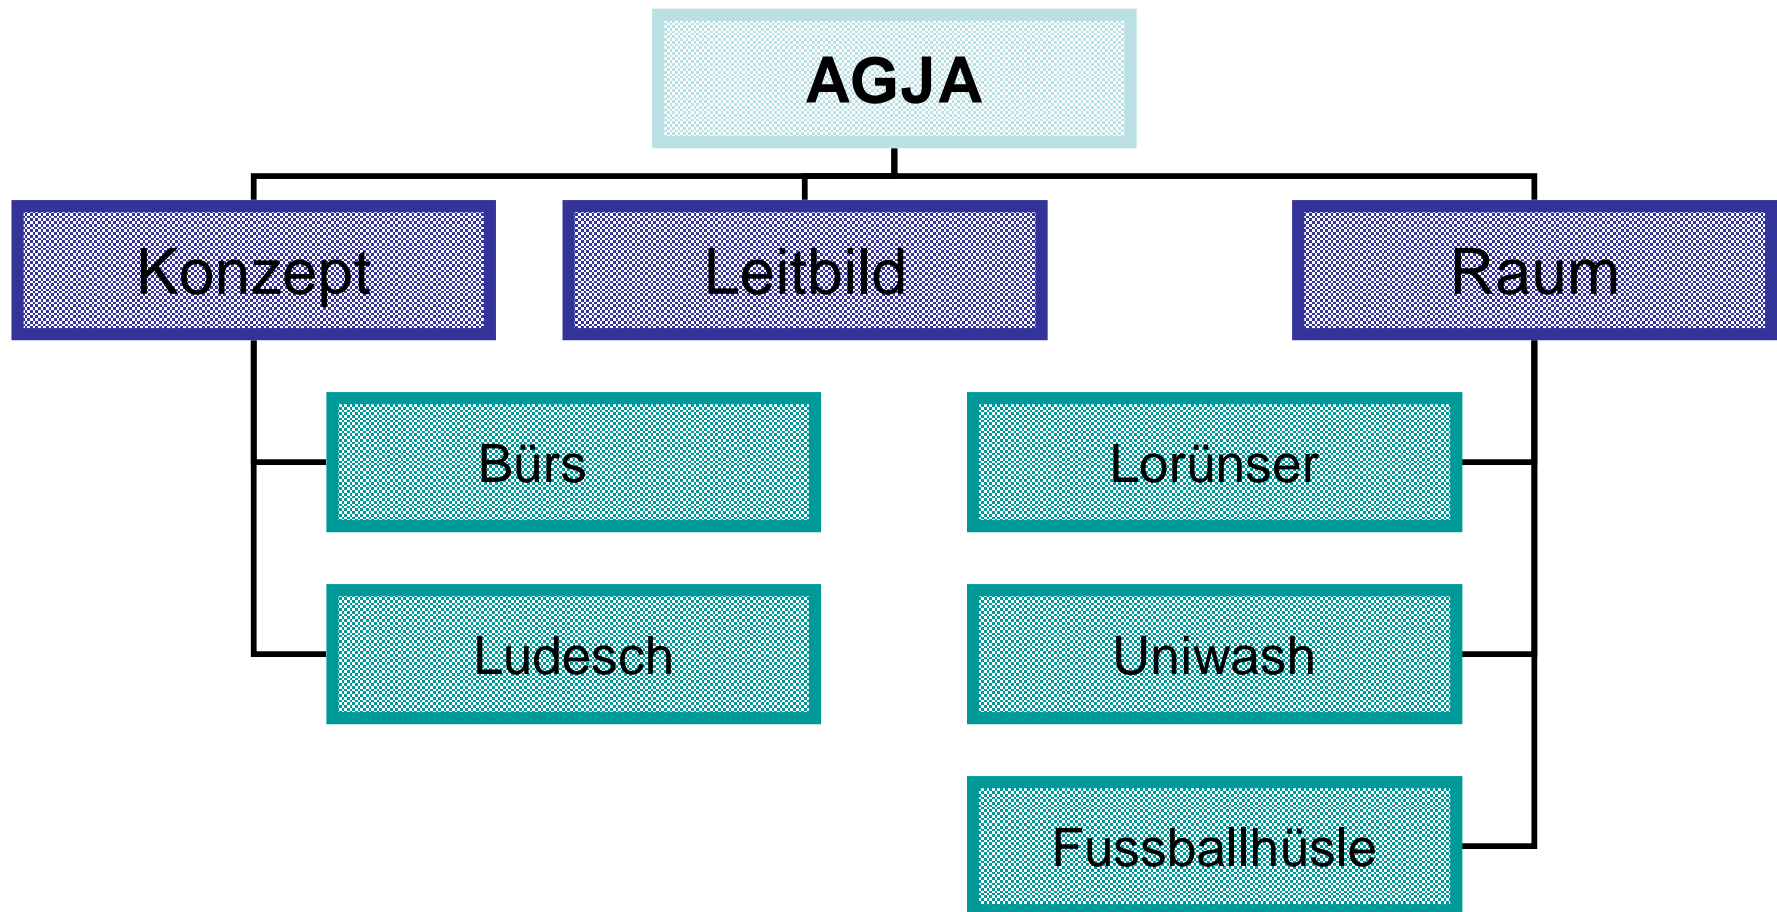 AGJA
Konzept
Leitbild
Raum
Bürs
Lorünser
Ludesch
Uniwash
Fussballhüsle